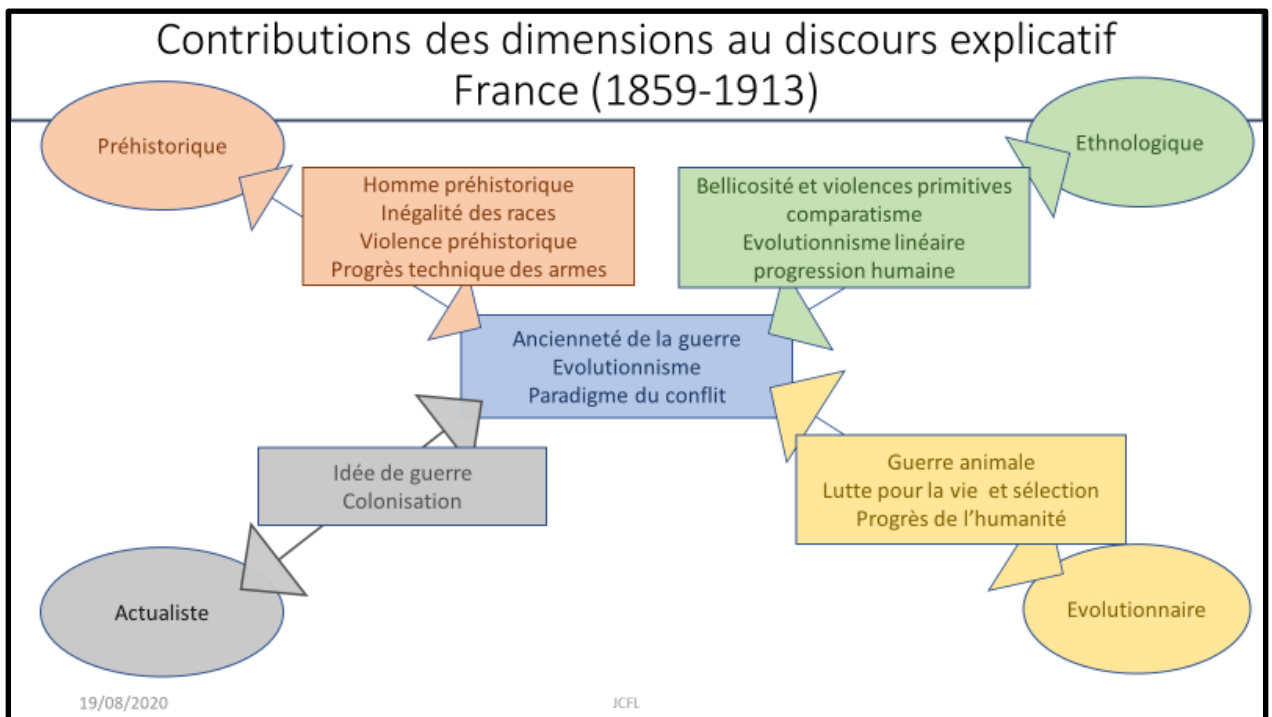 Contributions des dimensions au discours explicatif
France (1859-1913)
Préhistorique
Ethnologique
Homme préhistorique
Inégalité des races
Violence préhistorique
Progrès technique des armes
Bellicosité et violences primitives
comparatisme
Evolutionnisme linéaire
progression humaine
Ancienneté de la guerre
Evolutionnisme
Paradigme du conflit
Idée de guerre
Colonisation
Guerre animale
Lutte pour la vie et sélection
Progrès de l'humanité
Actualiste
Evolutionnaire
19/08/2020
JCFL